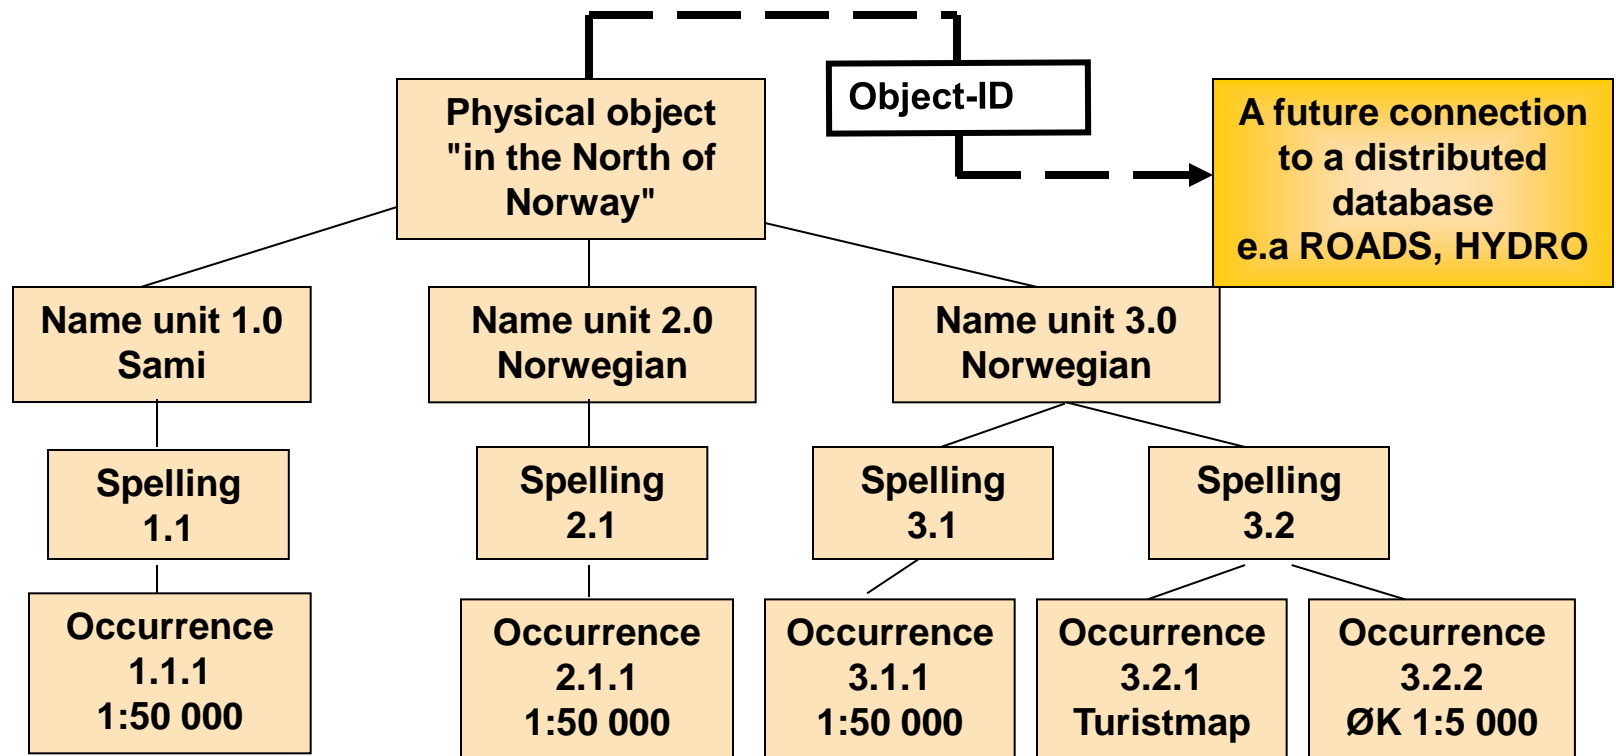 Object-ID
Physical object
"in the North of
Norway"
A future connection
to a distributed
database
e.a ROADS, HYDRO
Name unit 1.0
Sami
Name unit 2.0
Norwegian
Name unit 3.0
Norwegian
Spelling
1.1
Spelling
2.1
Spelling
3.1
Spelling
3.2
Occurrence
1.1.1
1:50 000
Occurrence
2.1.1
1:50 000
Occurrence
3.1.1
1:50 000
Occurrence
3.2.1
Turistmap
Occurrence
3.2.2
ØK 1:5 000